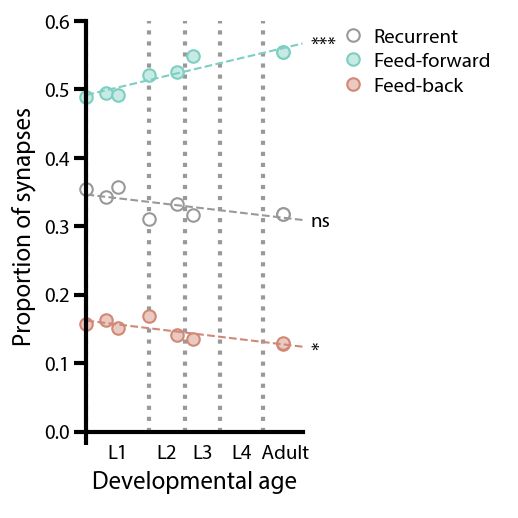 0.6
0.5
0.4
0.3
0.2
0.1
0.0
Proportion of synapses
L1 L2 L3 L4 Adult
Developmental age
***
ns
*
Recurrent
Feed-forward
Feed-back